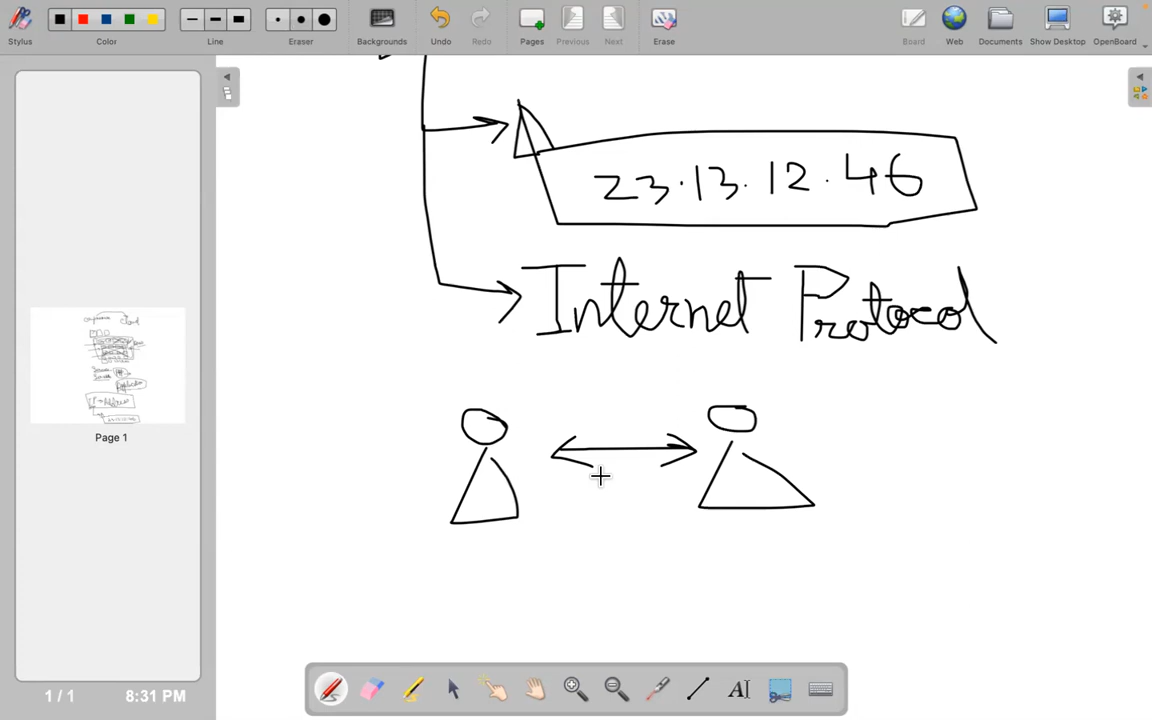 Stylus
Color
Line
Eraser
Backgrounds
Undo
Redo
Pages
Previous
Next
Erase
Board
Web
Documents
Show Desktop
OpenBoard
23.13.12.46
Internet Protocol
Page 1
1 / 1
8:31 PM